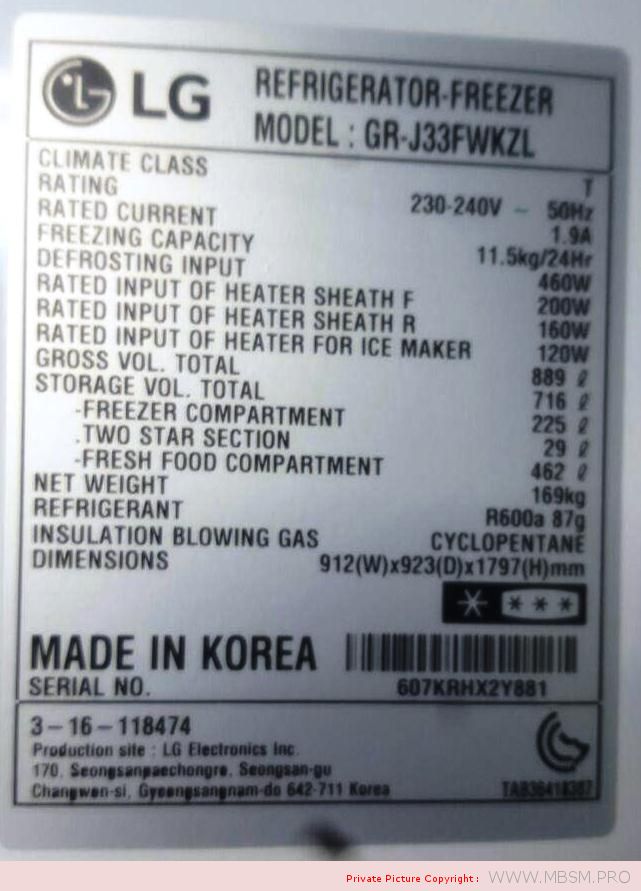 LG
REFRIGERATOR-FREEZER
MODEL : GR-J33FWKZL
CLIMATE CLASS T
RATING 230-240V ~ 50Hz
RATED CURRENT 1.9A
FREEZING CAPACITY 11.5kg/24Hr
DEFROSTING INPUT 460W
RATED INPUT OF HEATER SHEATH F 200W
RATED INPUT OF HEATER SHEATH R 160W
RATED INPUT OF HEATER FOR ICE MAKER 120W
GROSS VOL. TOTAL 889 ℓ
STORAGE VOL. TOTAL 716 ℓ
-FREEZER COMPARTMENT 225 ℓ
.TWO STAR SECTION 29 ℓ
-FRESH FOOD COMPARTMENT 462 ℓ
NET WEIGHT 169kg
REFRIGERANT R600a 87g
INSULATION BLOWING GAS CYCLOPENTANE
DIMENSIONS 912(W)x923(D)x1797(H)mm
MADE IN KOREA
SERIAL NO. 607KRHX2Y881
3-16-118474
Production site : LG Electronics Inc.
170, Seongsanpaechongro, Seongsan-gu
Changwon-si, Gyeongsangnam-do 642-711 Korea
Private Picture Copyright : WWW.MBSM.PRO